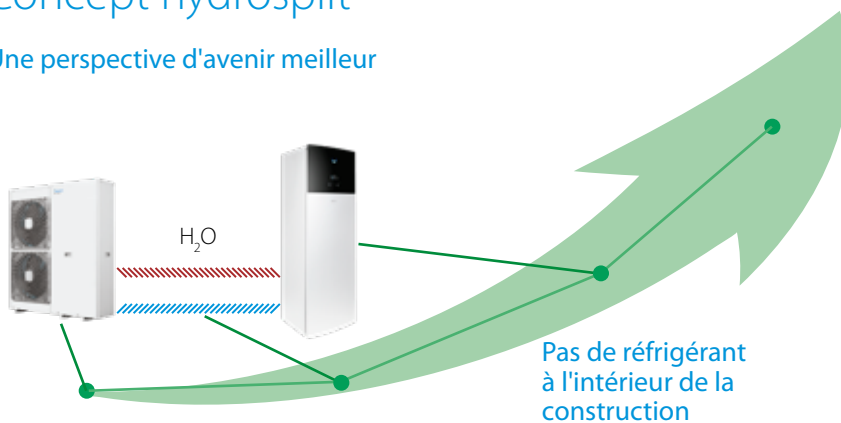 concept hydrosplit
Une perspective d'avenir meilleur
H₂O
Pas de réfrigérant
à l'intérieur de la
construction